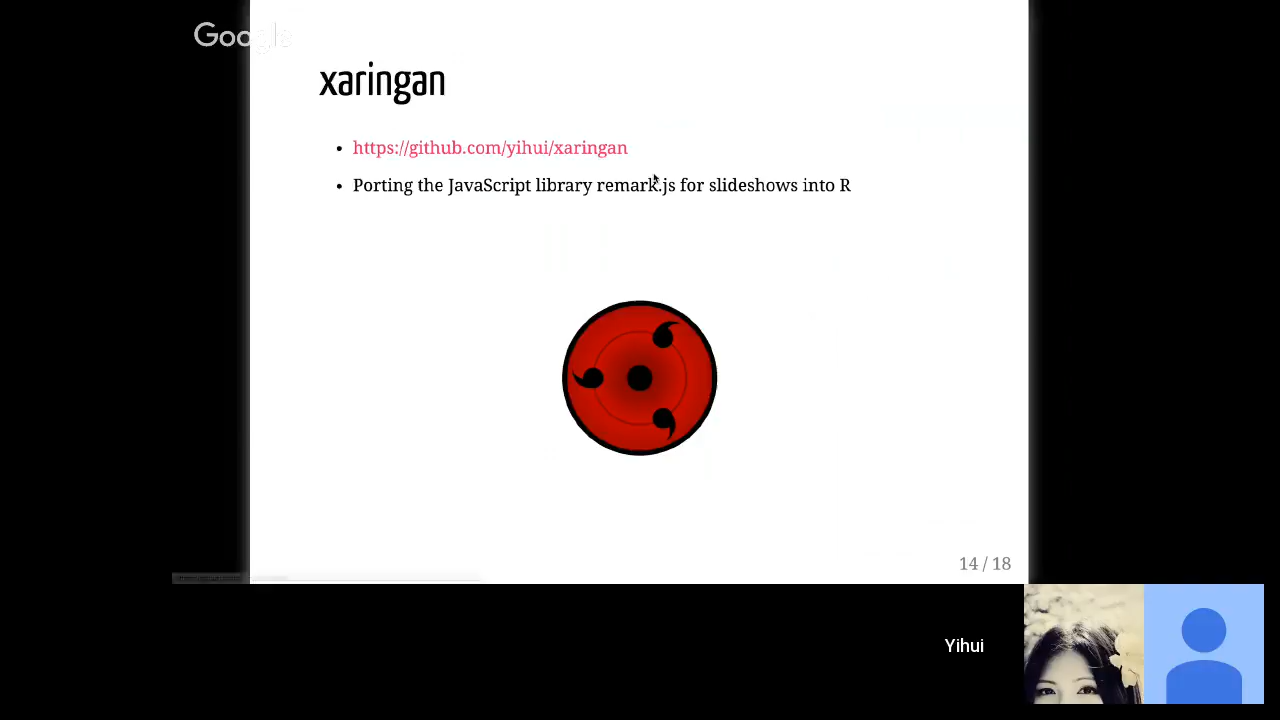 Google
xaringan
https://github.com/yihui/xaringan
Porting the JavaScript library remark.js for slideshows into R
14 / 18
Yihui